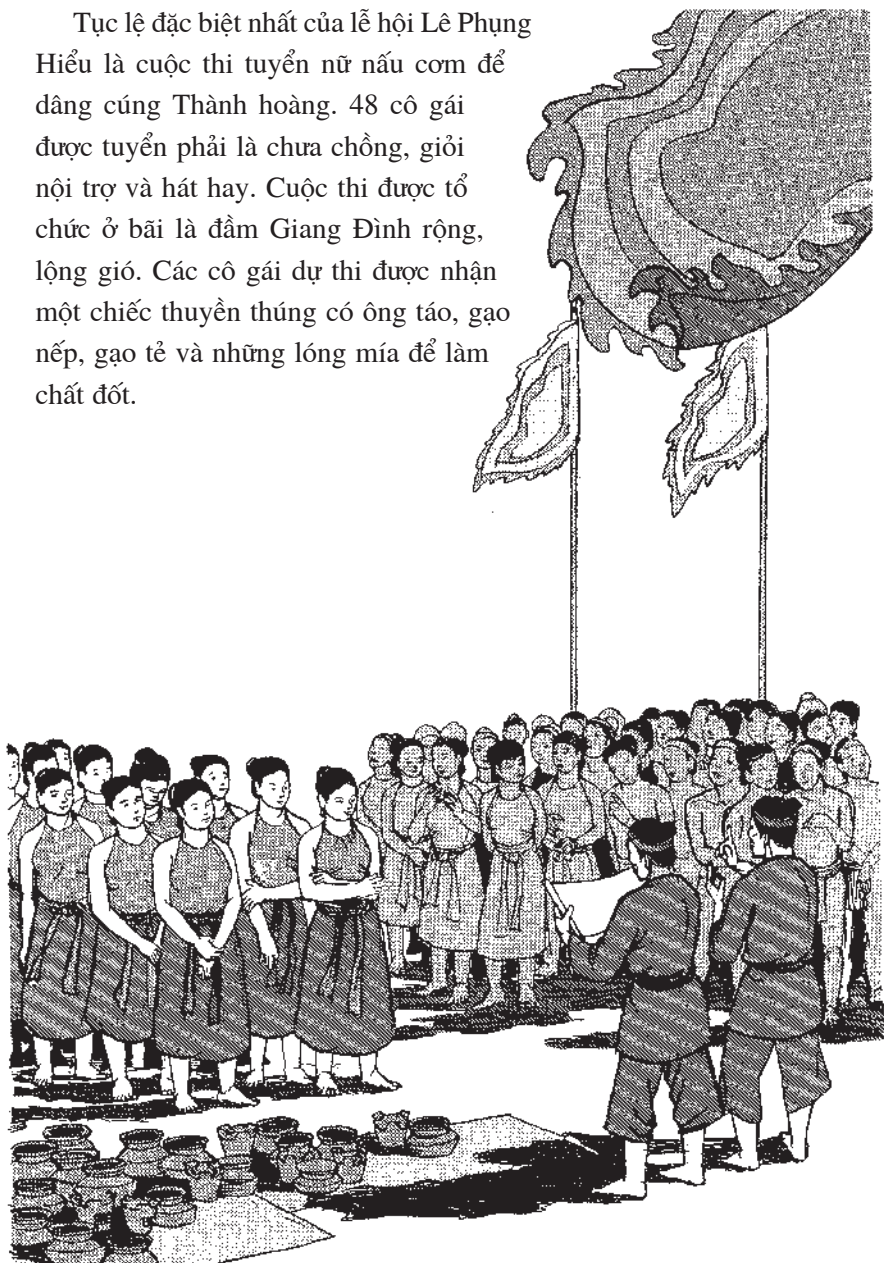 Tục lệ đặc biệt nhất của lễ hội Lê Phụng
Hiểu là cuộc thi tuyển nữ nấu cơm để
dâng cúng Thành hoàng. 48 cô gái
được tuyển phải là chưa chồng, giỏi
nội trợ và hát hay. Cuộc thi được tổ
chức ở bãi là đầm Giang Đình rộng,
lộng gió. Các cô gái dự thi được nhận
một chiếc thuyền thúng có ông táo, gạo
nếp, gạo tẻ và những lóng mía để làm
chất đốt.